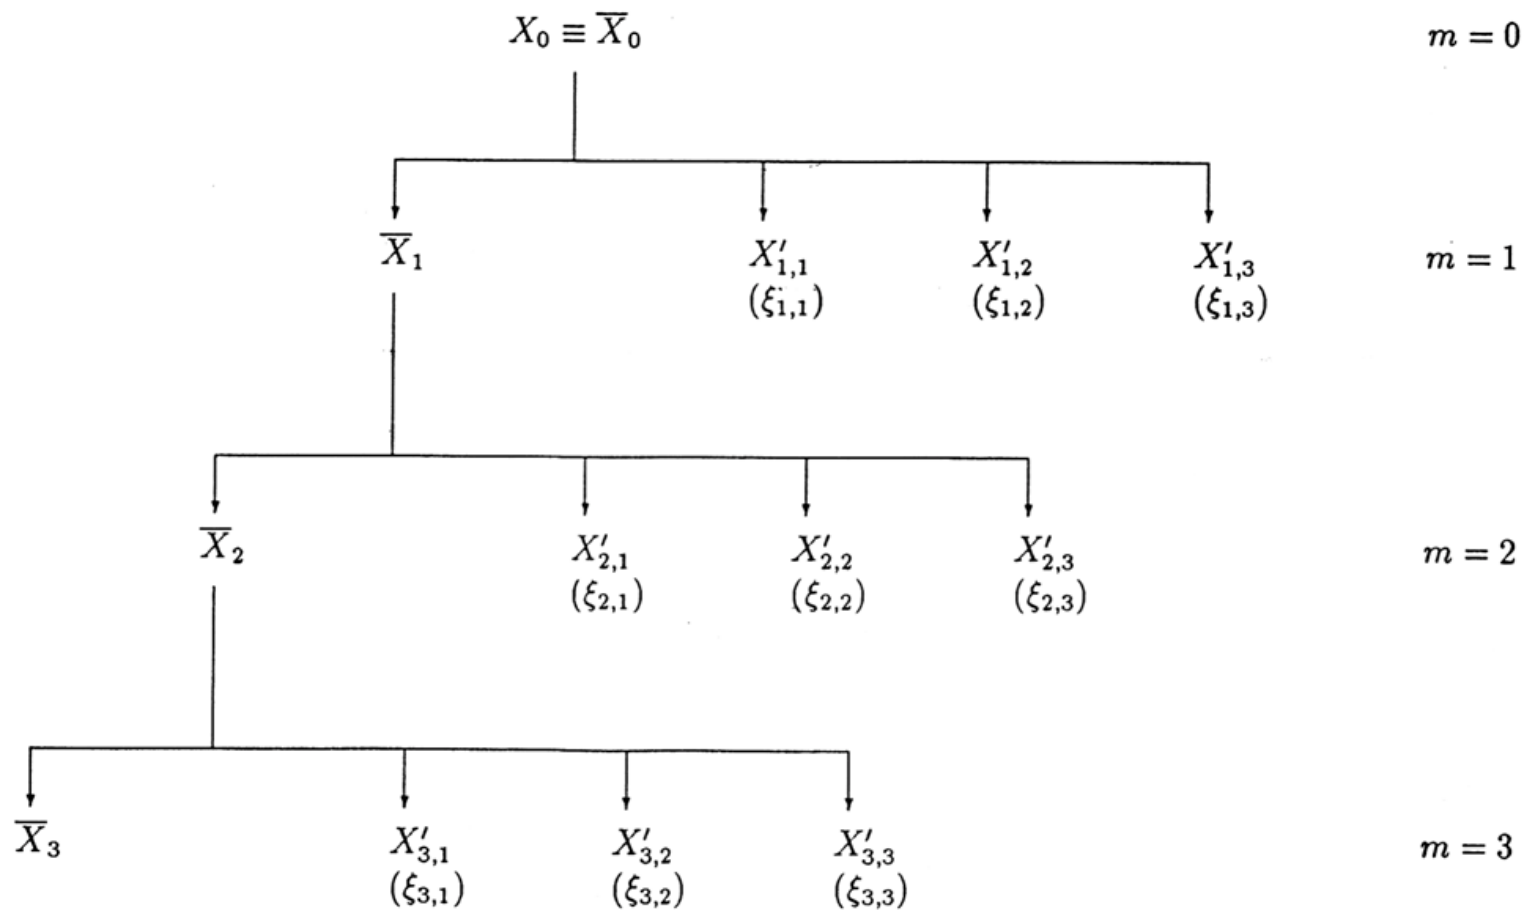 X₀ ≡ X̅₀ m = 0
X̅₁ X′₁,₁ X′₁,₂ X′₁,₃ m = 1
(ξ₁,₁) (ξ₁,₂) (ξ₁,₃)
X̅₂ X′₂,₁ X′₂,₂ X′₂,₃ m = 2
(ξ₂,₁) (ξ₂,₂) (ξ₂,₃)
X̅₃ X′₃,₁ X′₃,₂ X′₃,₃ m = 3
(ξ₃,₁) (ξ₃,₂) (ξ₃,₃)